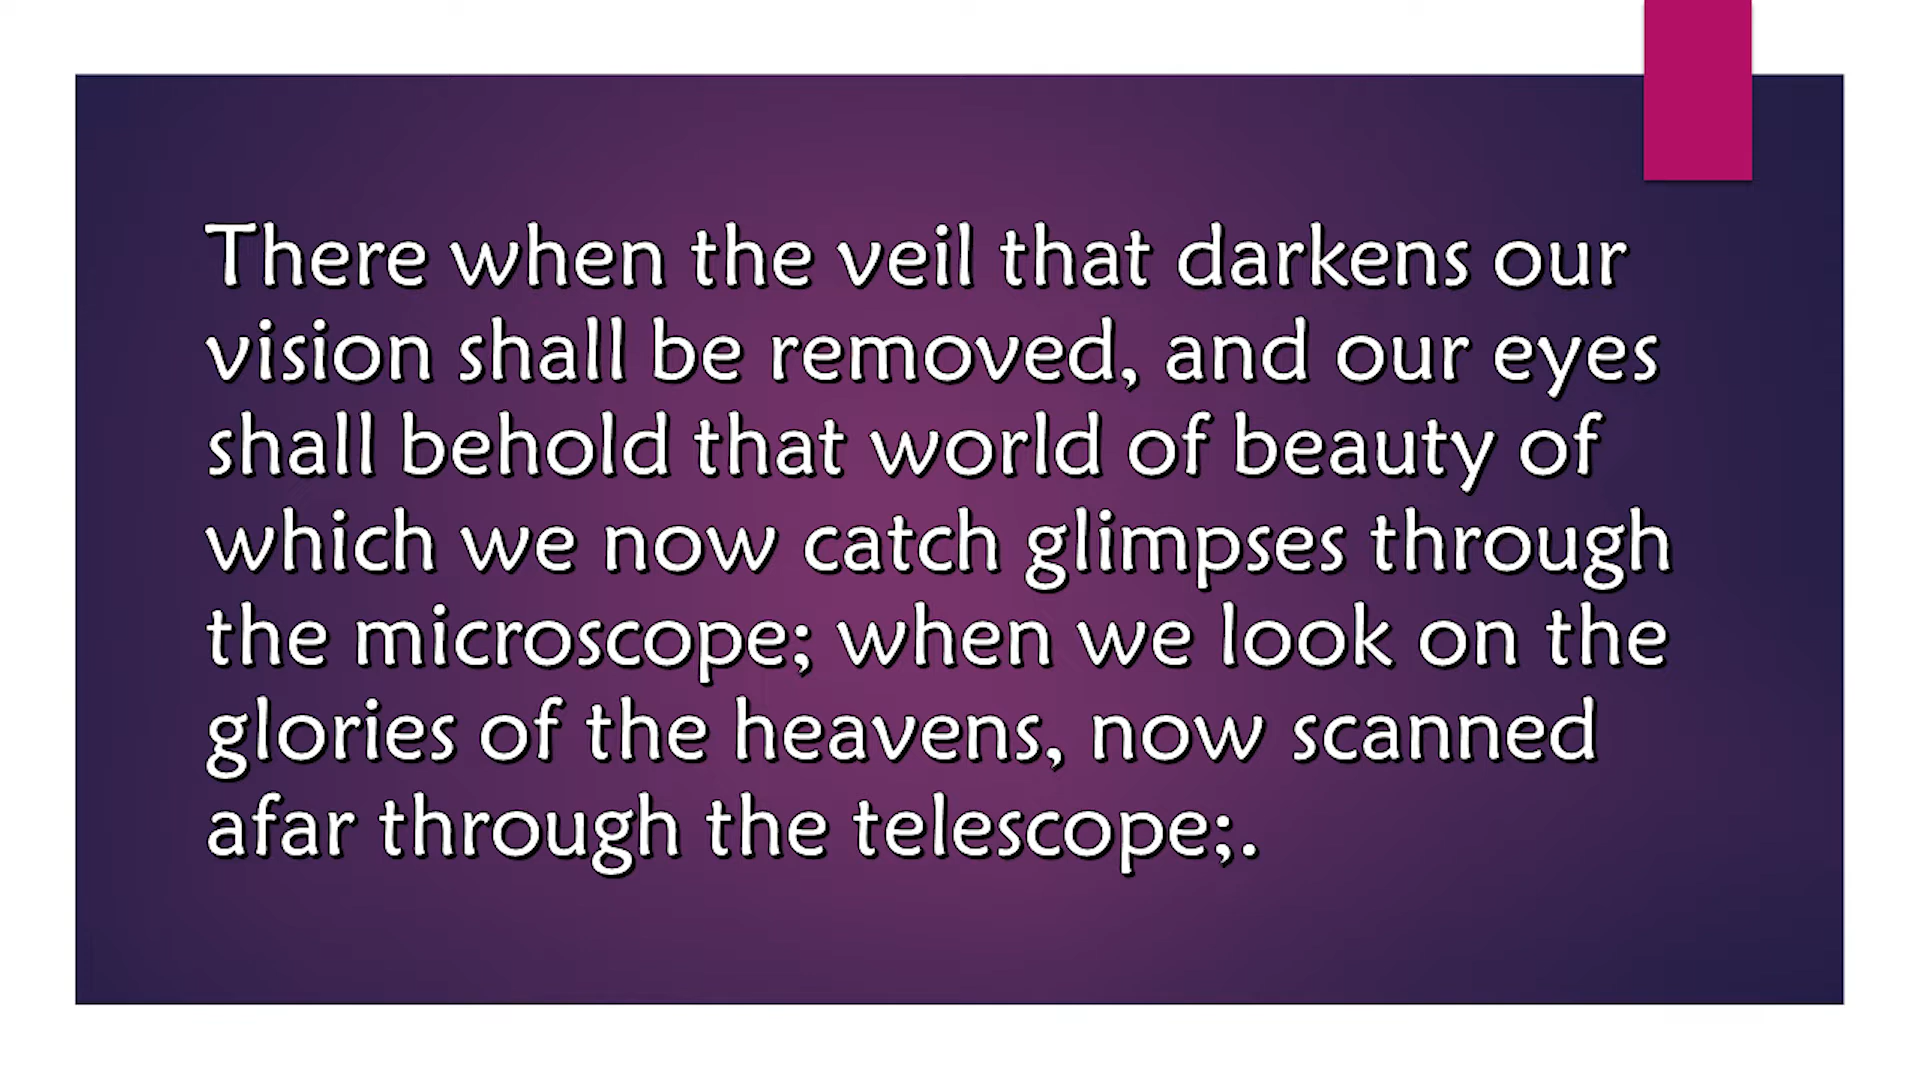 There when the veil that darkens our
vision shall be removed, and our eyes
shall behold that world of beauty of
which we now catch glimpses through
the microscope; when we look on the
glories of the heavens, now scanned
afar through the telescope;.